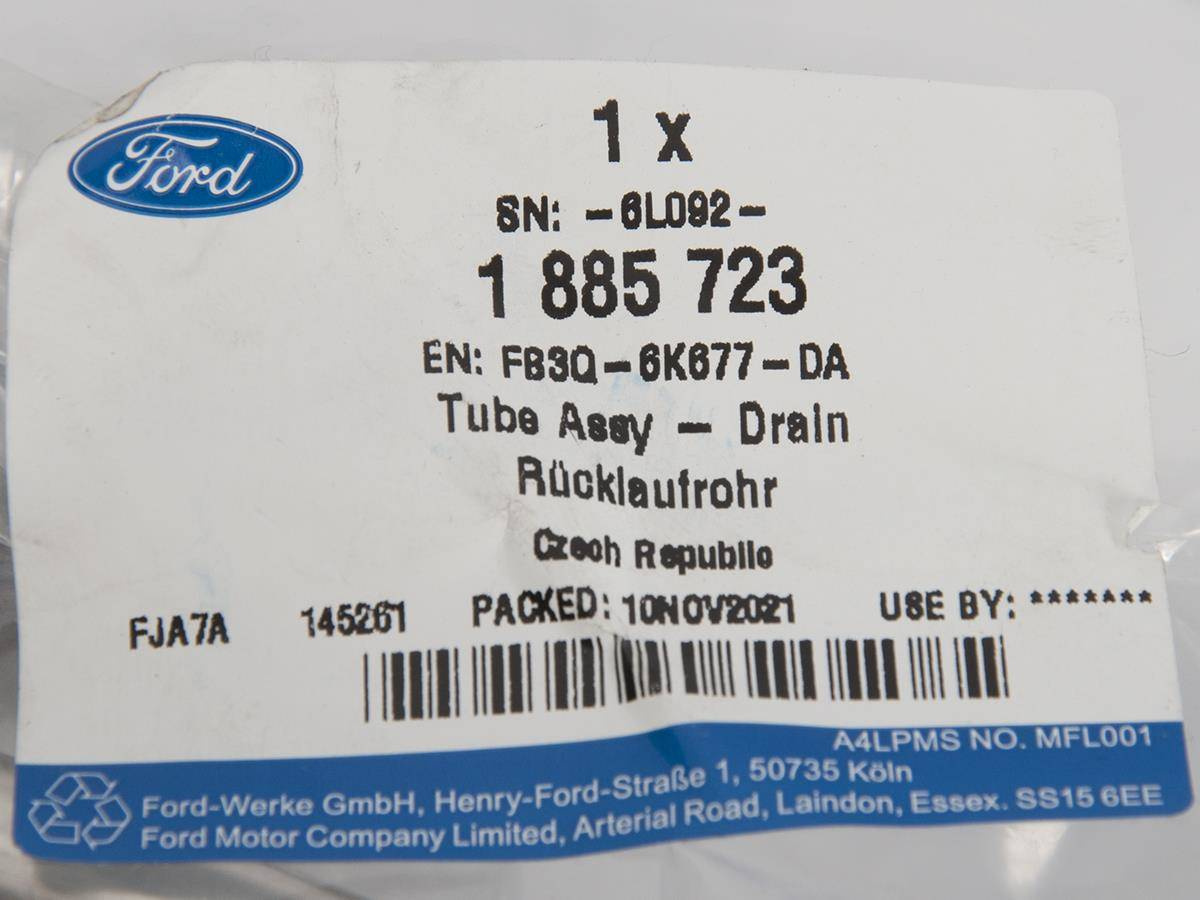 Ford
1 x
SN: -6L092-
1 885 723
EN: FB3Q-6K677-DA
Tube Assy - Drain
Rücklaufrohr
Czech Republic
FJA7A 145261 PACKED: 10NOV2021 USE BY: *******
A4LPMS NO. MFL001
Ford-Werke GmbH, Henry-Ford-Straße 1, 50735 Köln
Ford Motor Company Limited, Arterial Road, Laindon, Essex. SS15 6EE